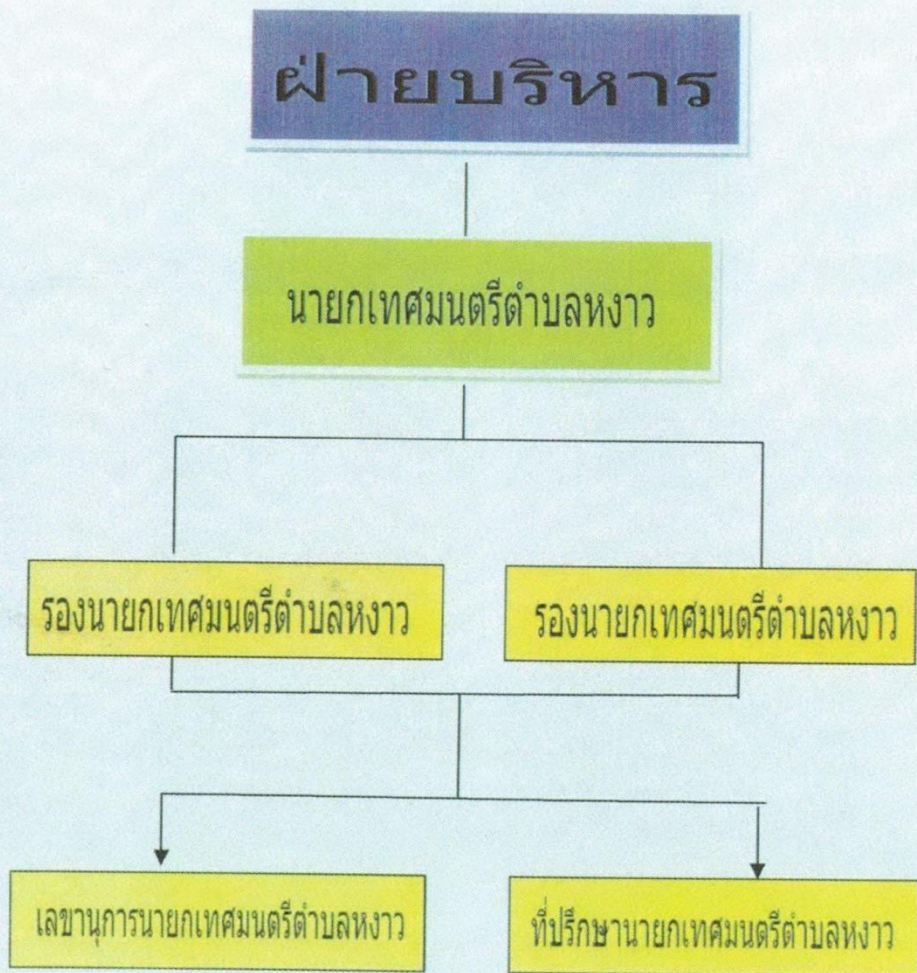 ฝ่ายบริหาร
นายกเทศมนตรีตำบลหงาว
รองนายกเทศมนตรีตำบลหงาว
รองนายกเทศมนตรีตำบลหงาว
เลขานุการนายกเทศมนตรีตำบลหงาว
ที่ปรึกษานายกเทศมนตรีตำบลหงาว